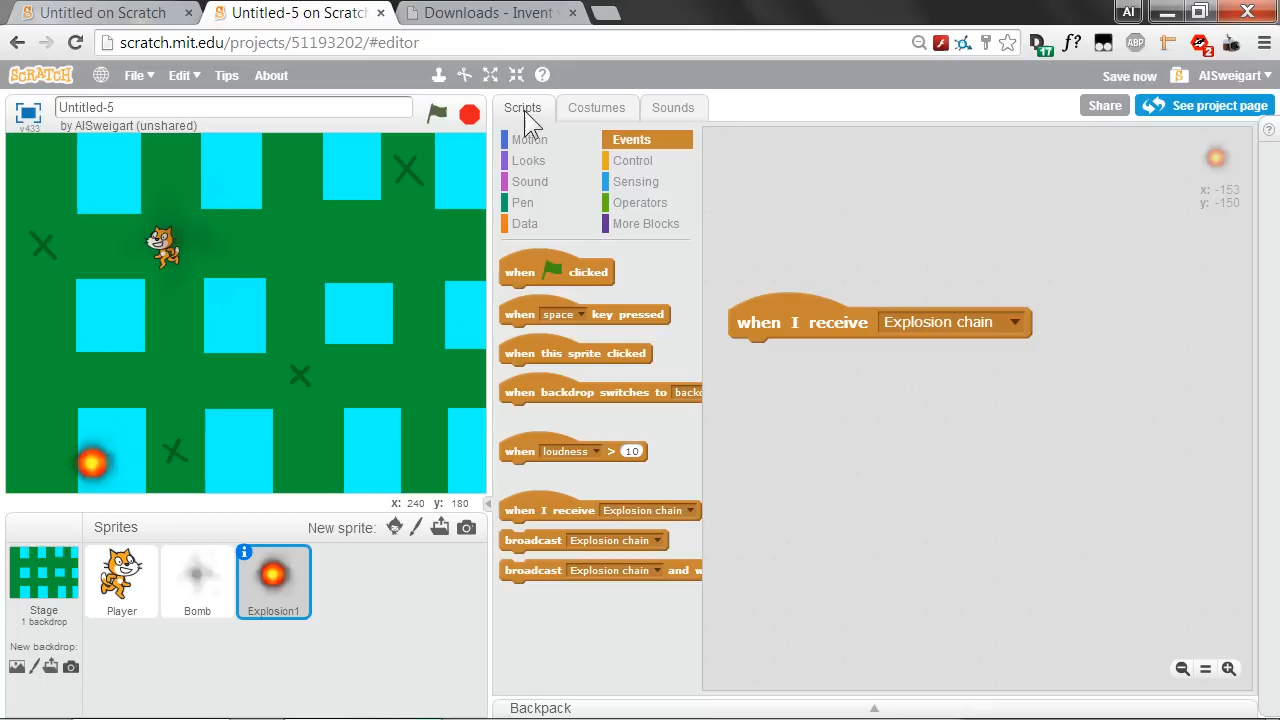 Untitled on Scratch
Untitled-5 on Scratch
Downloads - Invent
Al
scratch.mit.edu/projects/51193202/#editor
17
f?
ABP
2
SCRATCH
File
Edit
Tips
About
Save now
AlSweigart
v433
Untitled-5
by AlSweigart (unshared)
Scripts
Costumes
Sounds
Share
See project page
Motion
Events
Looks
Control
Sound
Sensing
Pen
Operators
Data
More Blocks
x: -153
y: -150
when clicked
when space key pressed
when this sprite clicked
when backdrop switches to
when loudness > 10
when I receive Explosion chain
broadcast Explosion chain
broadcast Explosion chain and w
when I receive Explosion chain
x: 240 y: 180
Sprites
New sprite:
Stage
1 backdrop
New backdrop:
Player
Bomb
Explosion1
Backpack